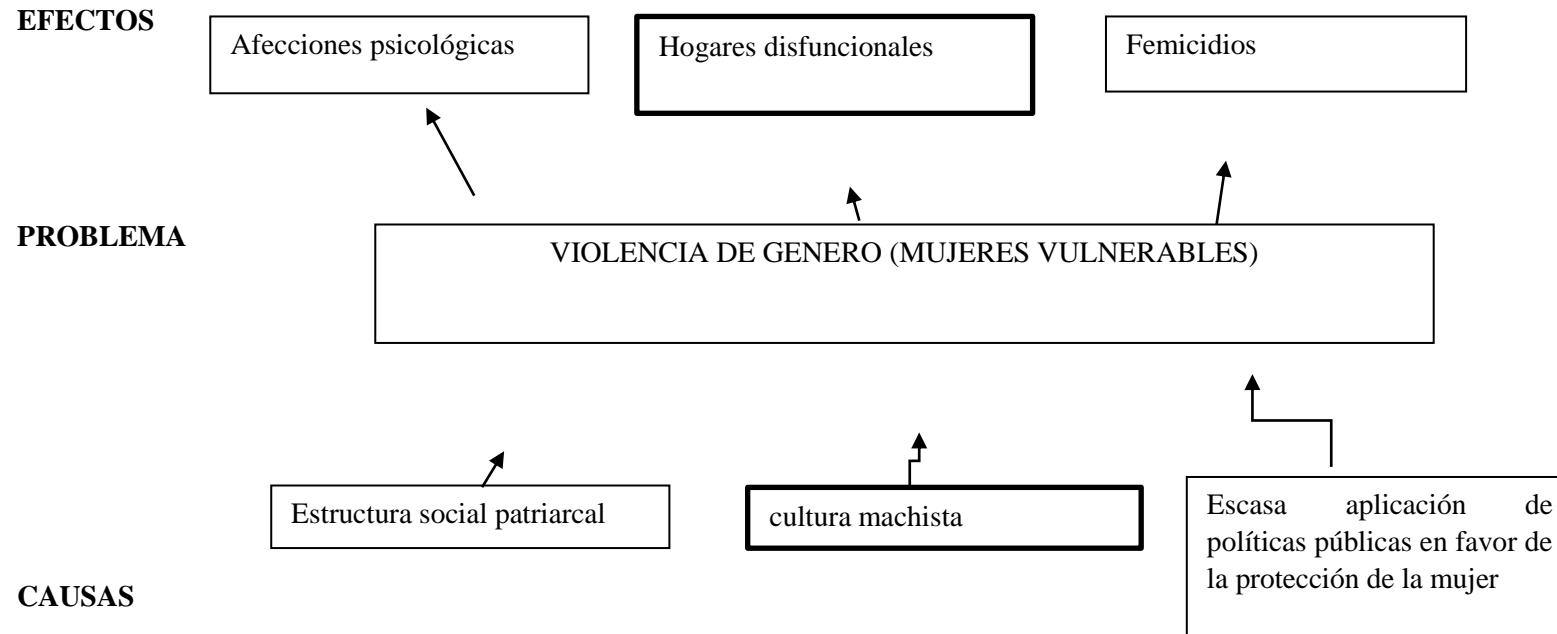 EFECTOS
Afecciones psicológicas
Hogares disfuncionales
Femicidios
PROBLEMA
VIOLENCIA DE GENERO (MUJERES VULNERABLES)
Estructura social patriarcal
cultura machista
Escasa aplicación de
políticas públicas en favor de
la protección de la mujer
CAUSAS